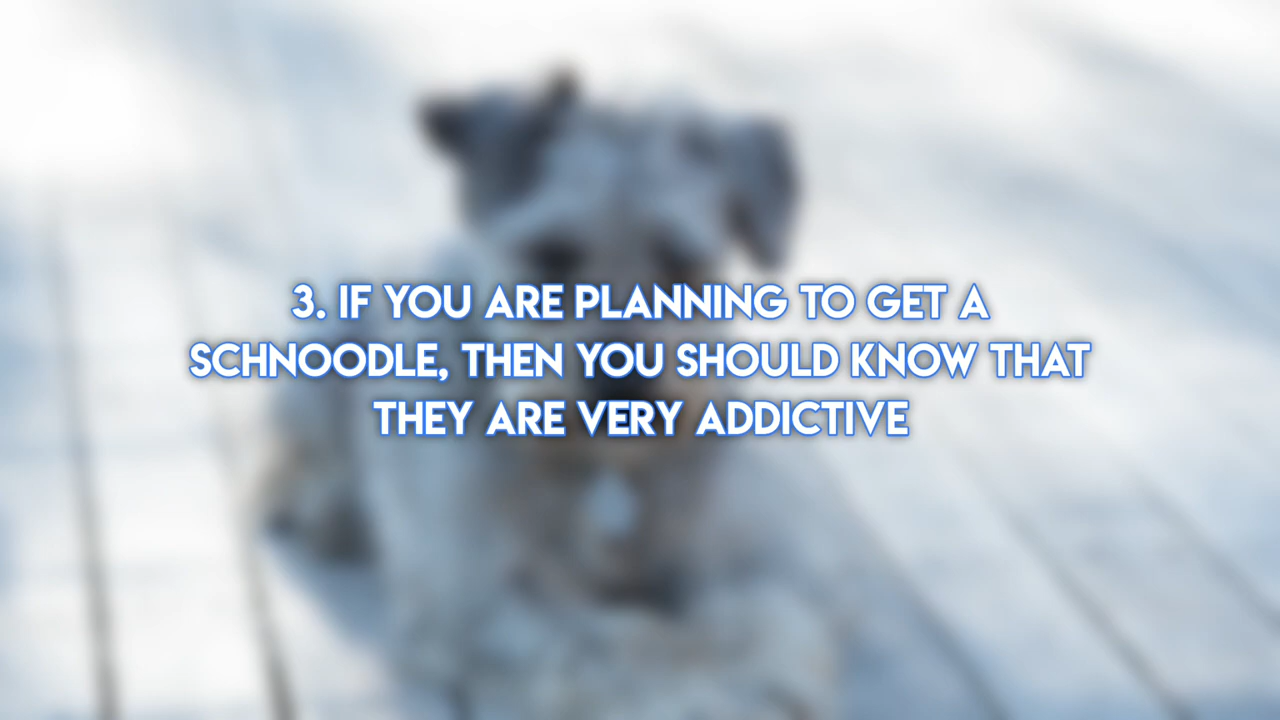 3. IF YOU ARE PLANNING TO GET A
SCHNOODLE, THEN YOU SHOULD KNOW THAT
THEY ARE VERY ADDICTIVE